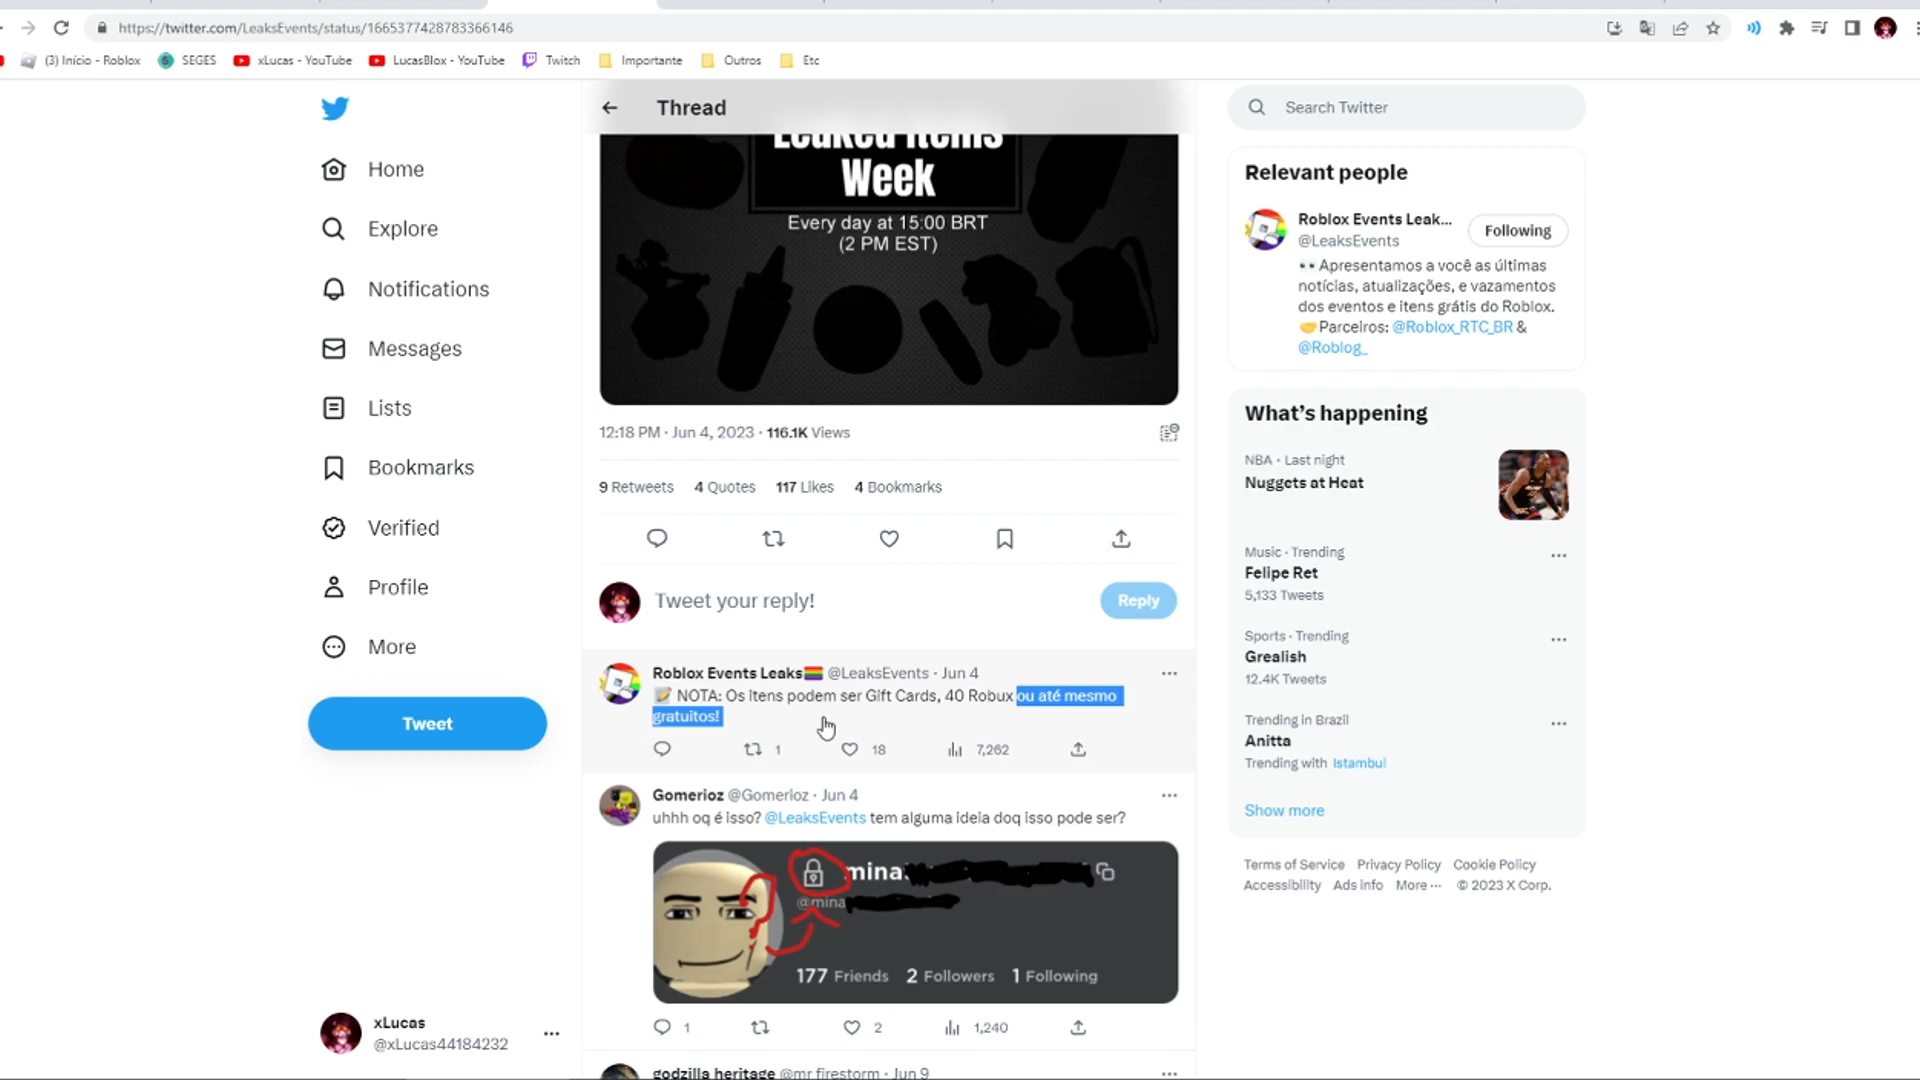 https://twitter.com/LeaksEvents/status/1665377428783366146
(3) Início - Roblox
SEGES
xLucas - YouTube
LucasBlox - YouTube
Twitch
Importante
Outros
Etc
Home
Explore
Notifications
Messages
Lists
Bookmarks
Verified
Profile
More
Tweet
xLucas
@xLucas44184232
Thread
Leaked Items
Week
Every day at 15:00 BRT
(2 PM EST)
12:18 PM · Jun 4, 2023 · 116.1K Views
9 Retweets 4 Quotes 117 Likes 4 Bookmarks
Tweet your reply!
Reply
Roblox Events Leaks🏳️‍🌈 @LeaksEvents · Jun 4
📝 NOTA: Os itens podem ser Gift Cards, 40 Robux ou até mesmo
gratuitos!
1 18 7,262
Gomerioz @Gomerioz · Jun 4
uhhh oq é isso? @LeaksEvents tem alguma ideia doq isso pode ser?
mina
@mina
177 Friends 2 Followers 1 Following
1 2 1,240
godzilla heritage @mr firestorm · Jun 9
Search Twitter
Relevant people
Roblox Events Leak...
@LeaksEvents
Following
👀Apresentamos a você as últimas
notícias, atualizações, e vazamentos
dos eventos e itens grátis do Roblox.
🤝Parceiros: @Roblox_RTC_BR &
@Roblog_
What's happening
NBA · Last night
Nuggets at Heat
Music · Trending
Felipe Ret
5,133 Tweets
Sports · Trending
Grealish
12.4K Tweets
Trending in Brazil
Anitta
Trending with Istambul
Show more
Terms of Service Privacy Policy Cookie Policy
Accessibility Ads info More ··· © 2023 X Corp.